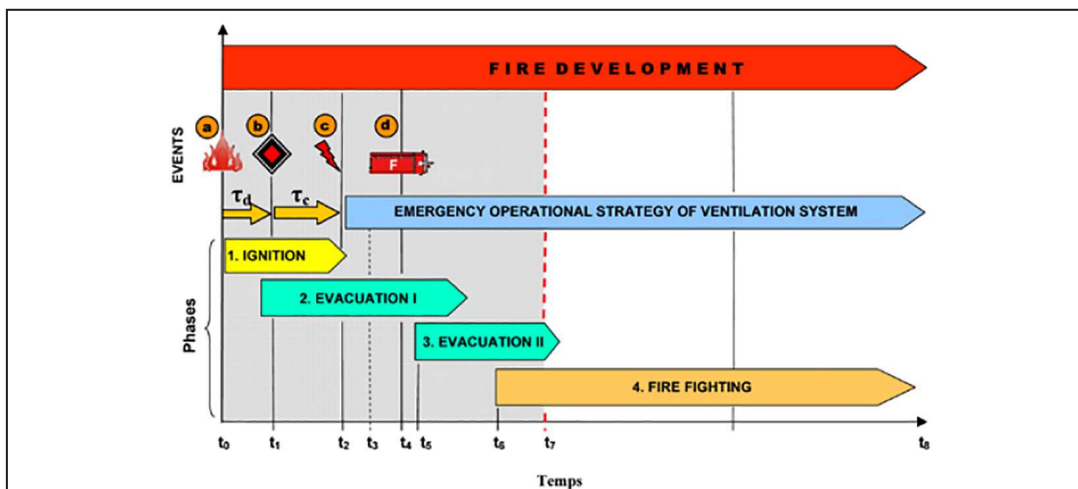 FIRE DEVELOPMENT
a
b
c
d
EVENTS
F
τd
τc
EMERGENCY OPERATIONAL STRATEGY OF VENTILATION SYSTEM
Phases
1. IGNITION
2. EVACUATION I
3. EVACUATION II
4. FIRE FIGHTING
t0 t1 t2 t3 t4 t5 t6 t7 t8
Temps